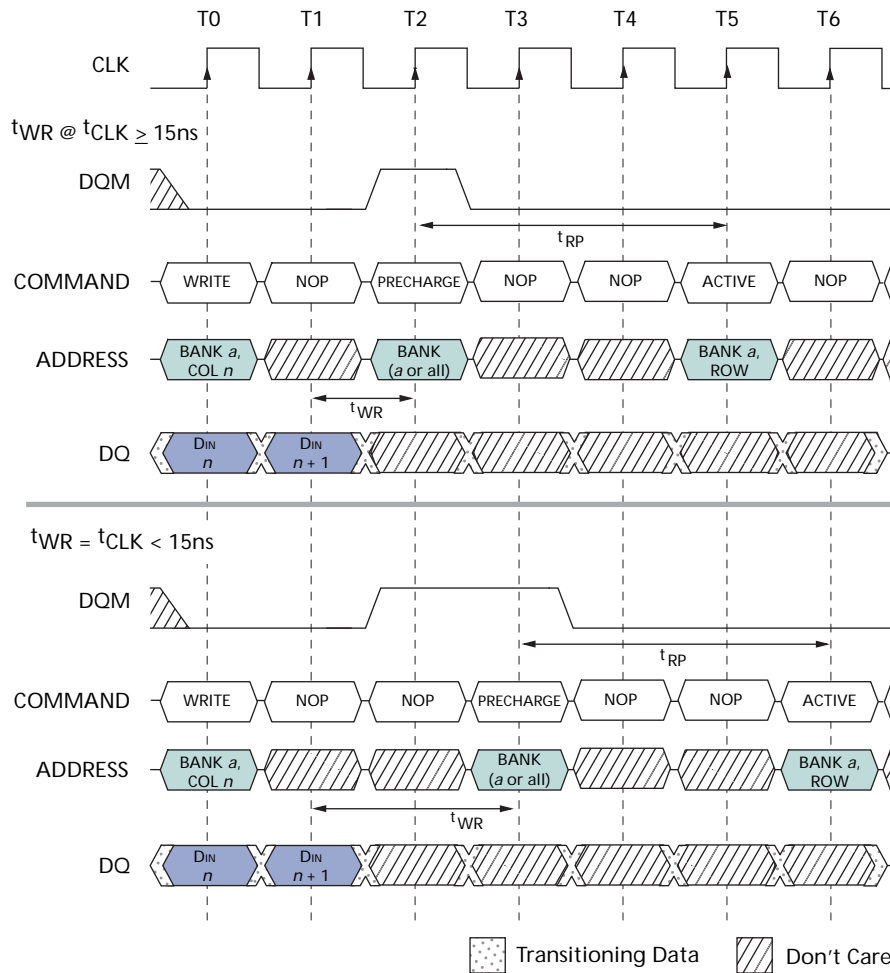 T0 T1 T2 T3 T4 T5 T6
CLK
tWR @ tCLK ≥ 15ns
DQM
tRP
COMMAND WRITE NOP PRECHARGE NOP NOP ACTIVE NOP
ADDRESS BANK a, COL n BANK (a or all) BANK a, ROW
tWR
DQ DIN n DIN n + 1
tWR = tCLK < 15ns
DQM
tRP
COMMAND WRITE NOP NOP PRECHARGE NOP NOP ACTIVE
ADDRESS BANK a, COL n BANK (a or all) BANK a, ROW
tWR
DQ DIN n DIN n + 1
Transitioning Data Don't Care